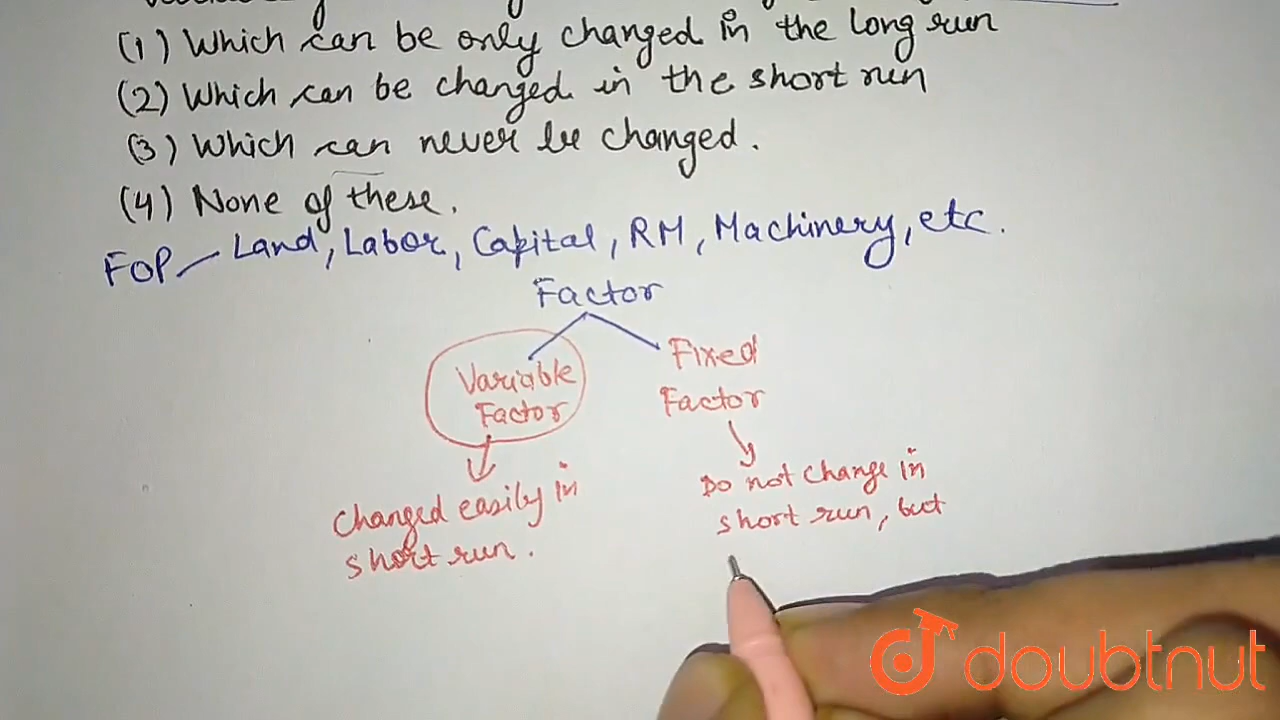 (1) Which can be only changed in the long run
(2) Which can be changed in the short run
(3) Which can never be changed.
(4) None of these.
FOP – Land, Labor, Capital, RM, Machinery, etc.
Factor
Variable
Factor
Changed easily in
short run.
Fixed
Factor
Do not change in
short run, but
doubtnut